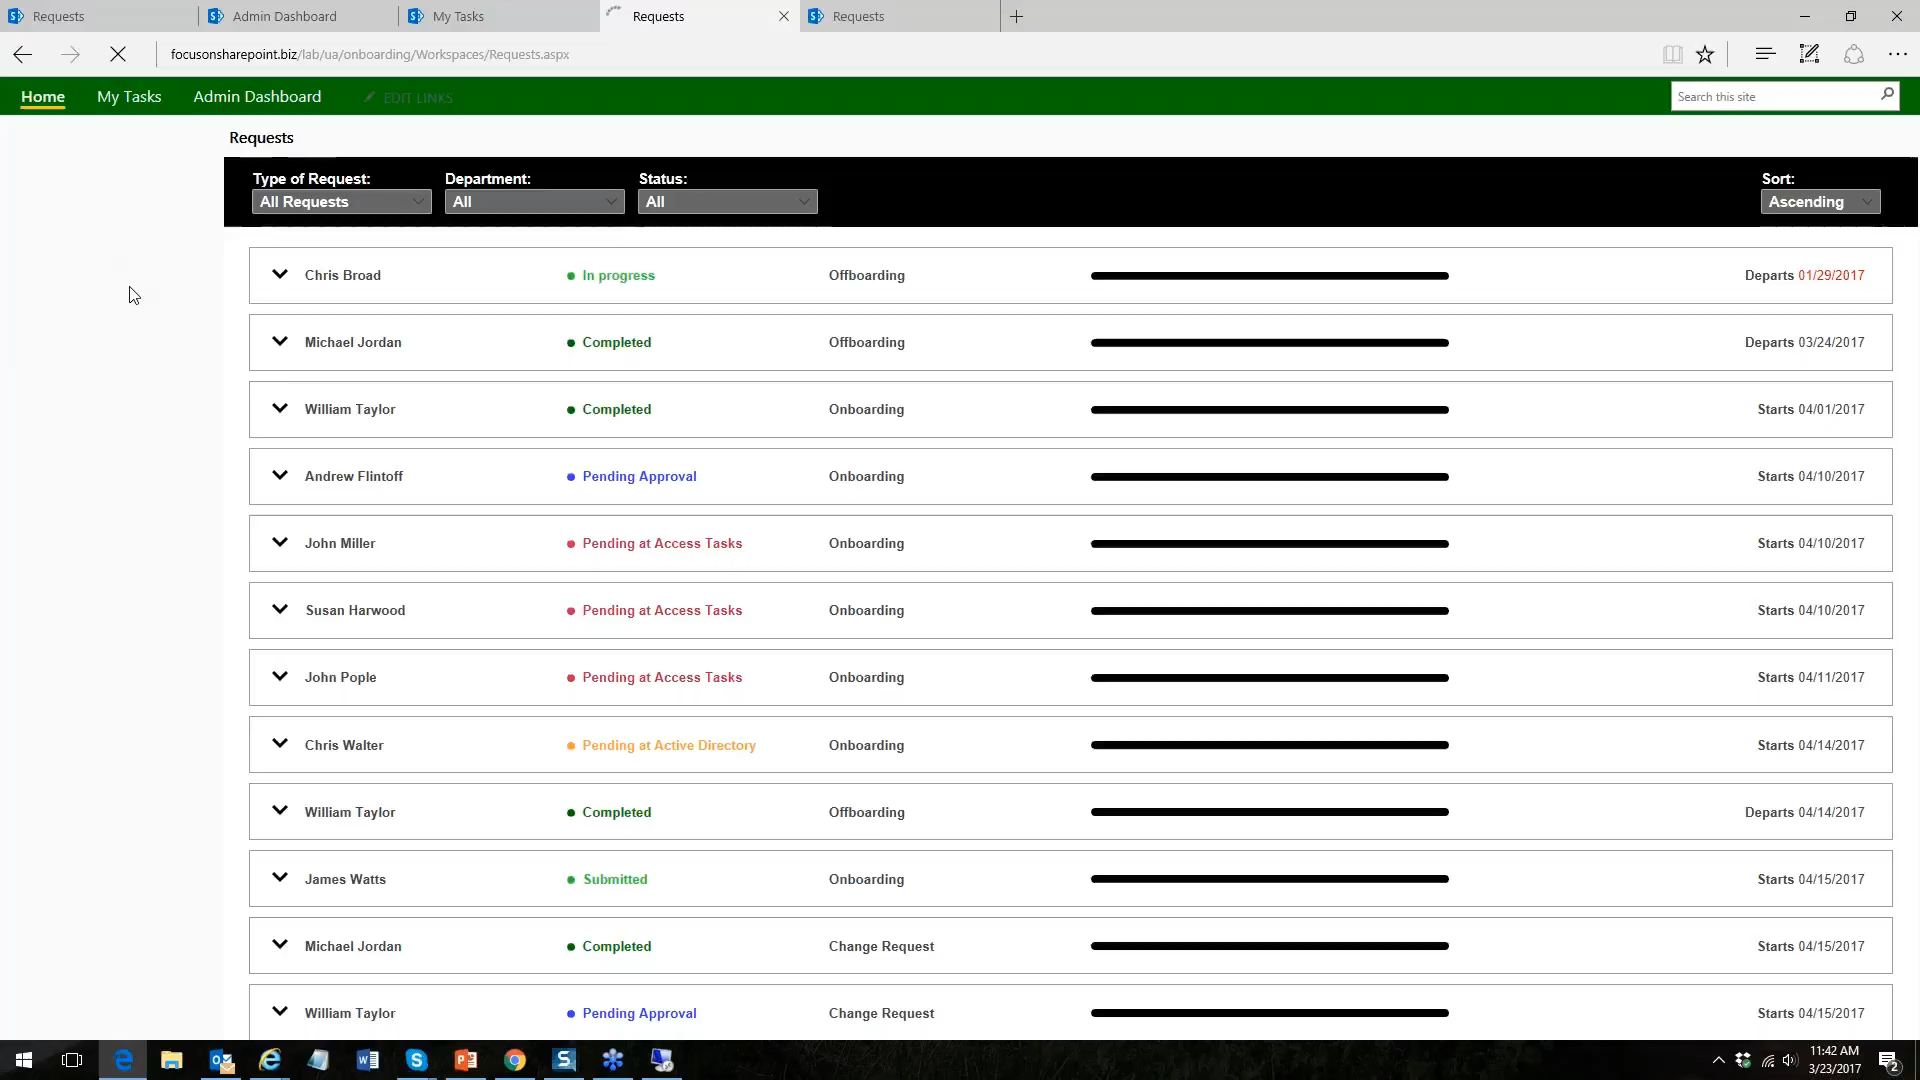 Requests
Admin Dashboard
My Tasks
Requests
Requests
focusonsharepoint.biz/lab/ua/onboarding/Workspaces/Requests.aspx
Home My Tasks Admin Dashboard EDIT LINKS
Search this site
Requests
Type of Request: Department: Status: Sort:
All Requests All All Ascending
Chris Broad In progress Offboarding Departs 01/29/2017
Michael Jordan Completed Offboarding Departs 03/24/2017
William Taylor Completed Onboarding Starts 04/01/2017
Andrew Flintoff Pending Approval Onboarding Starts 04/10/2017
John Miller Pending at Access Tasks Onboarding Starts 04/10/2017
Susan Harwood Pending at Access Tasks Onboarding Starts 04/10/2017
John Pople Pending at Access Tasks Onboarding Starts 04/11/2017
Chris Walter Pending at Active Directory Onboarding Starts 04/14/2017
William Taylor Completed Offboarding Departs 04/14/2017
James Watts Submitted Onboarding Starts 04/15/2017
Michael Jordan Completed Change Request Starts 04/15/2017
William Taylor Pending Approval Change Request Starts 04/15/2017
11:42 AM
3/23/2017
2